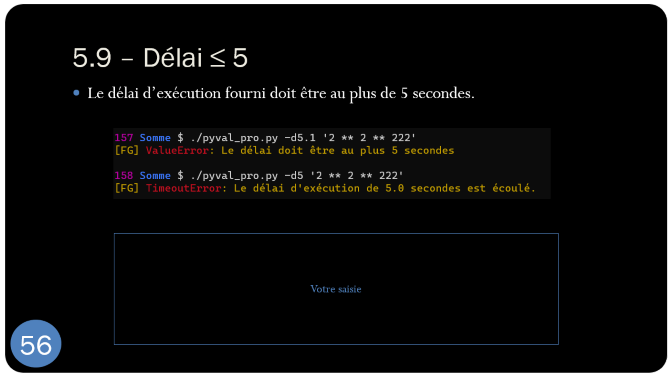 5.9 – Délai ≤ 5
Le délai d'exécution fourni doit être au plus de 5 secondes.
157 Somme $ ./pyval_pro.py -d5.1 '2 ** 2 ** 222'
[FG] ValueError: Le délai doit être au plus 5 secondes
158 Somme $ ./pyval_pro.py -d5 '2 ** 2 ** 222'
[FG] TimeoutError: Le délai d'exécution de 5.0 secondes est écoulé.
Votre saisie
56